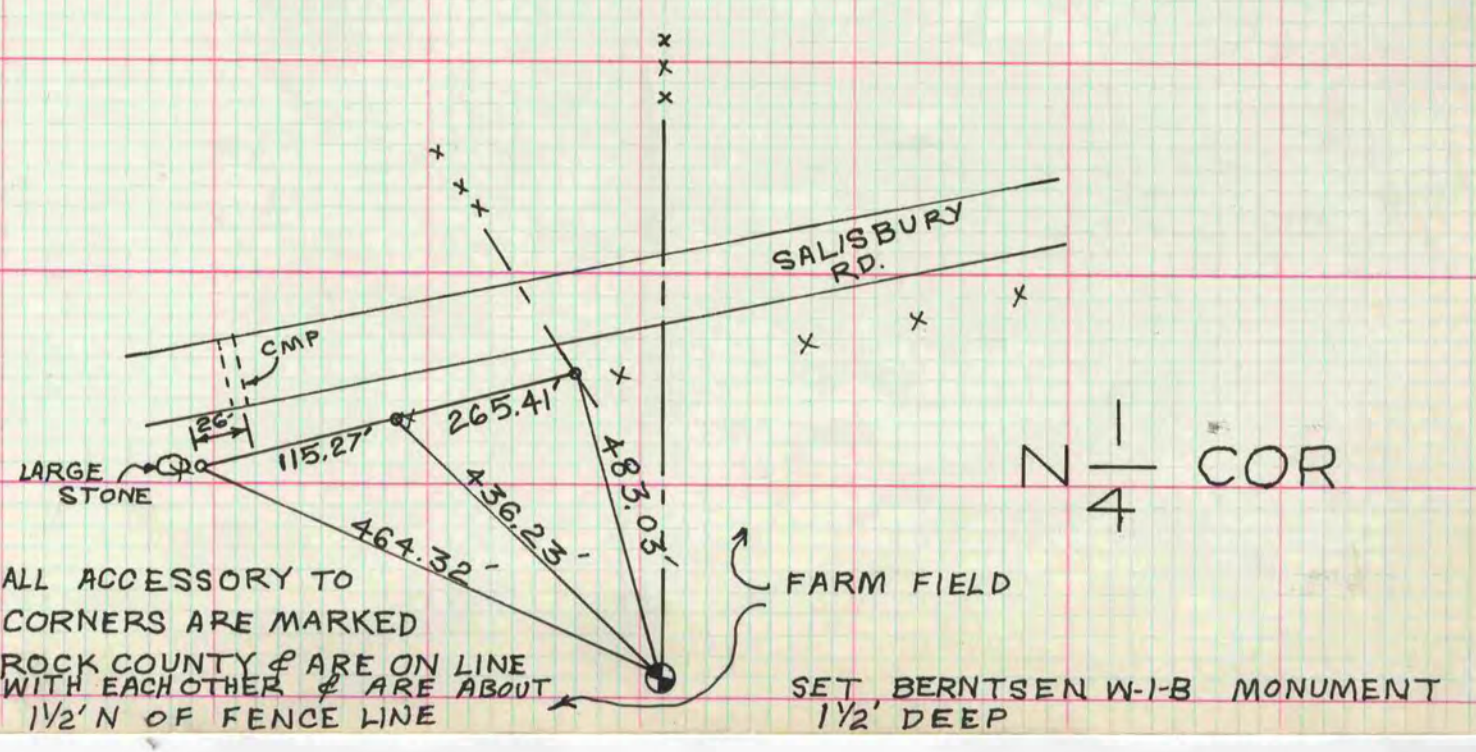 SALISBURY
RD.
CMP
26'
265.41'
115.27'
LARGE
STONE
483.03'
436.23'
464.32'
N 1/4 COR
FARM FIELD
ALL ACCESSORY TO
CORNERS ARE MARKED
ROCK COUNTY & ARE ON LINE
WITH EACH OTHER & ARE ABOUT
1½' N OF FENCE LINE
SET BERNTSEN W-1-B MONUMENT
1½' DEEP